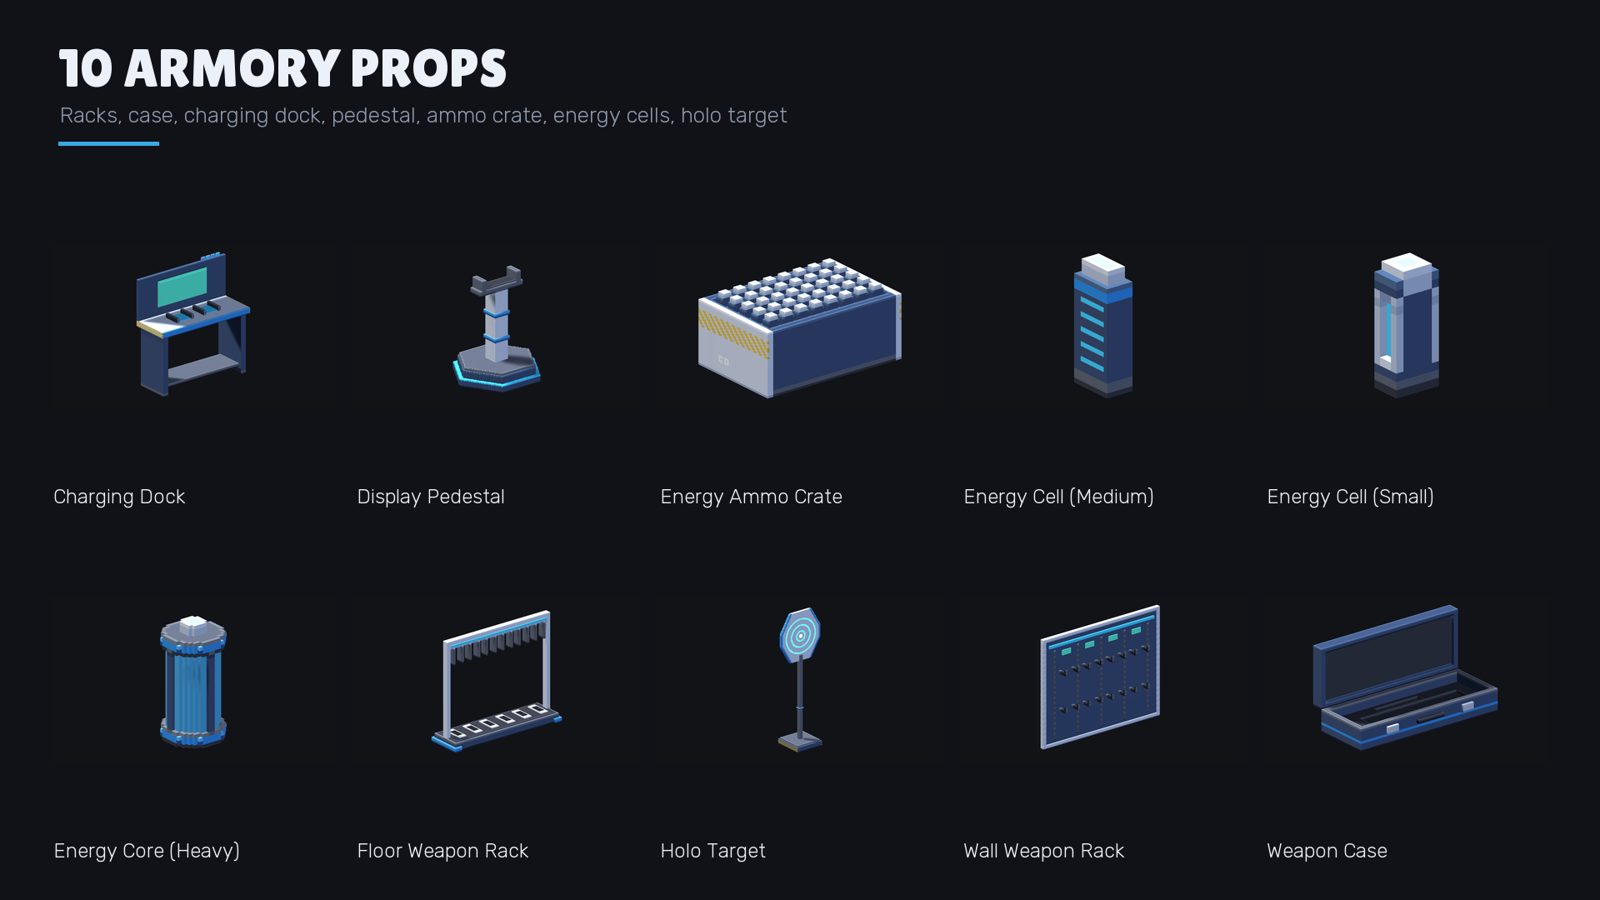 10 ARMORY PROPS
Racks, case, charging dock, pedestal, ammo crate, energy cells, holo target
Charging Dock
Display Pedestal
Energy Ammo Crate
Energy Cell (Medium)
Energy Cell (Small)
Energy Core (Heavy)
Floor Weapon Rack
Holo Target
Wall Weapon Rack
Weapon Case